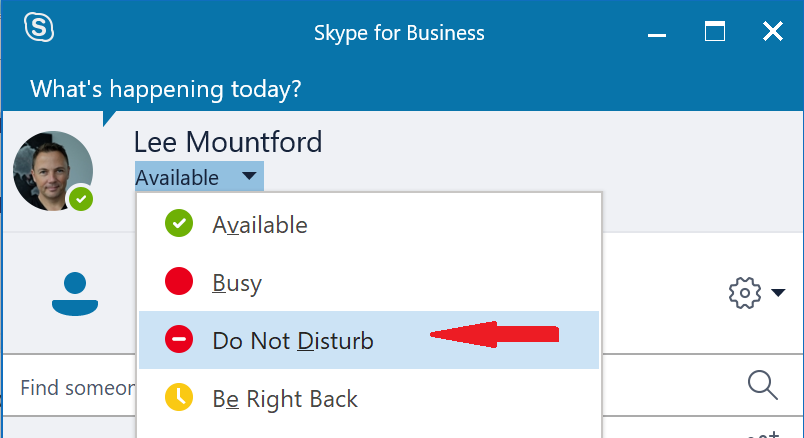 Skype for Business
What's happening today?
Lee Mountford
Available
Available
Busy
Do Not Disturb
Find someon
Be Right Back